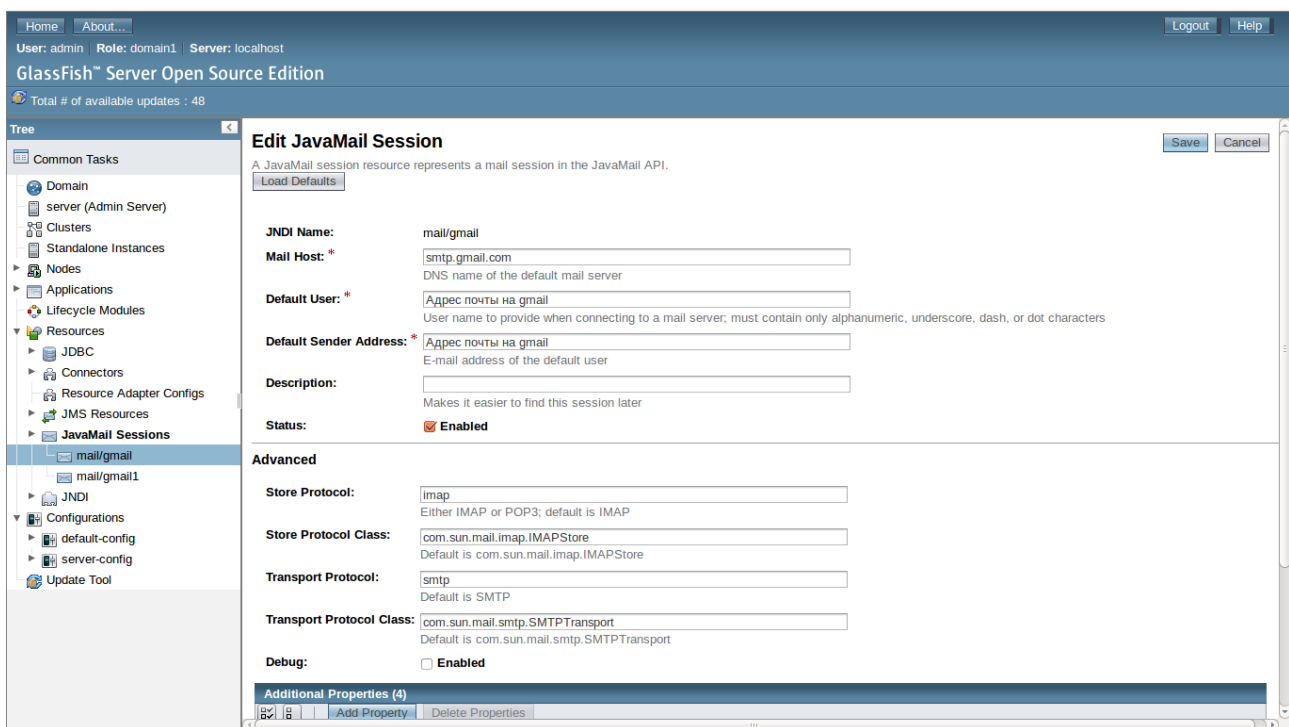 Home About... Logout Help
User: admin Role: domain1 Server: localhost
GlassFish™ Server Open Source Edition
Total # of available updates : 48
Tree
Common Tasks
Domain
server (Admin Server)
Clusters
Standalone Instances
Nodes
Applications
Lifecycle Modules
Resources
JDBC
Connectors
Resource Adapter Configs
JMS Resources
JavaMail Sessions
mail/gmail
mail/gmail1
JNDI
Configurations
default-config
server-config
Update Tool
Edit JavaMail Session
Save Cancel
A JavaMail session resource represents a mail session in the JavaMail API.
Load Defaults
JNDI Name: mail/gmail
Mail Host: * smtp.gmail.com
DNS name of the default mail server
Default User: * Адрес почты на gmail
User name to provide when connecting to a mail server; must contain only alphanumeric, underscore, dash, or dot characters
Default Sender Address: * Адрес почты на gmail
E-mail address of the default user
Description:
Makes it easier to find this session later
Status: Enabled
Advanced
Store Protocol: imap
Either IMAP or POP3; default is IMAP
Store Protocol Class: com.sun.mail.imap.IMAPStore
Default is com.sun.mail.imap.IMAPStore
Transport Protocol: smtp
Default is SMTP
Transport Protocol Class: com.sun.mail.smtp.SMTPTransport
Default is com.sun.mail.smtp.SMTPTransport
Debug: Enabled
Additional Properties (4)
Add Property Delete Properties